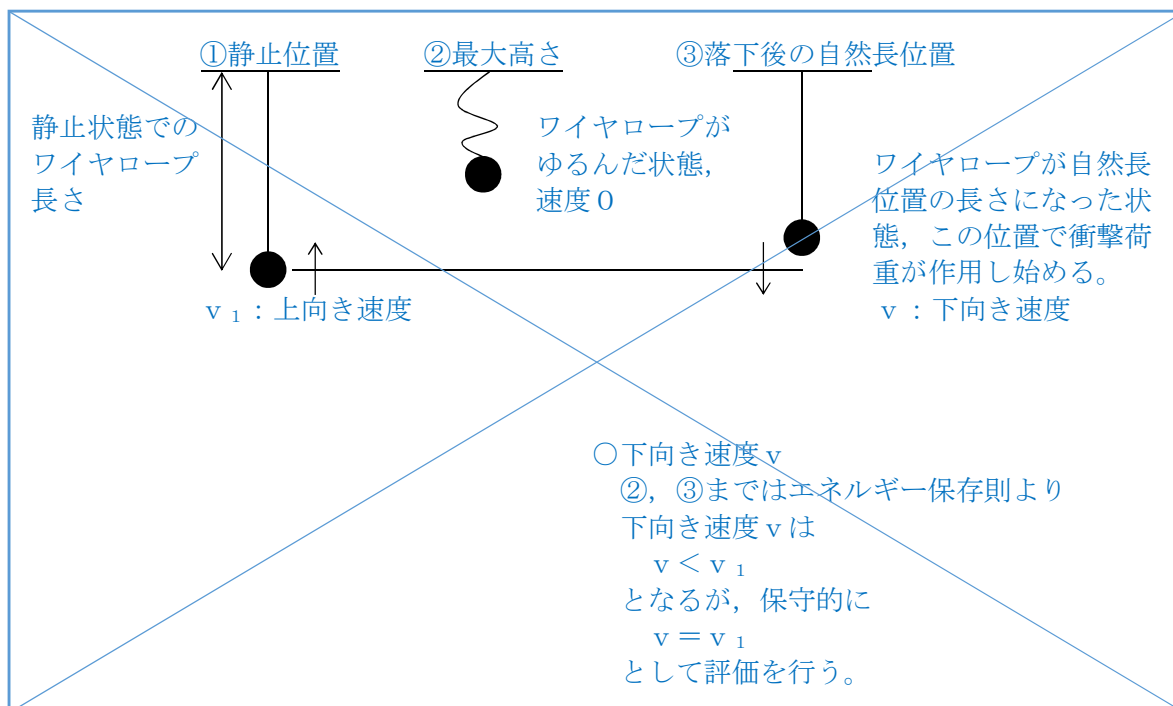 ①静止位置
②最大高さ
③落下後の自然長位置
静止状態での
ワイヤロープ
長さ
ワイヤロープが
ゆるんだ状態，
速度０
ワイヤロープが自然長
位置の長さになった状
態，この位置で衝撃荷
重が作用し始める。
ｖ：下向き速度
ｖ₁：上向き速度
○下向き速度ｖ
②，③まではエネルギー保存則より
下向き速度ｖは
ｖ＜ｖ₁
となるが，保守的に
ｖ＝ｖ₁
として評価を行う。